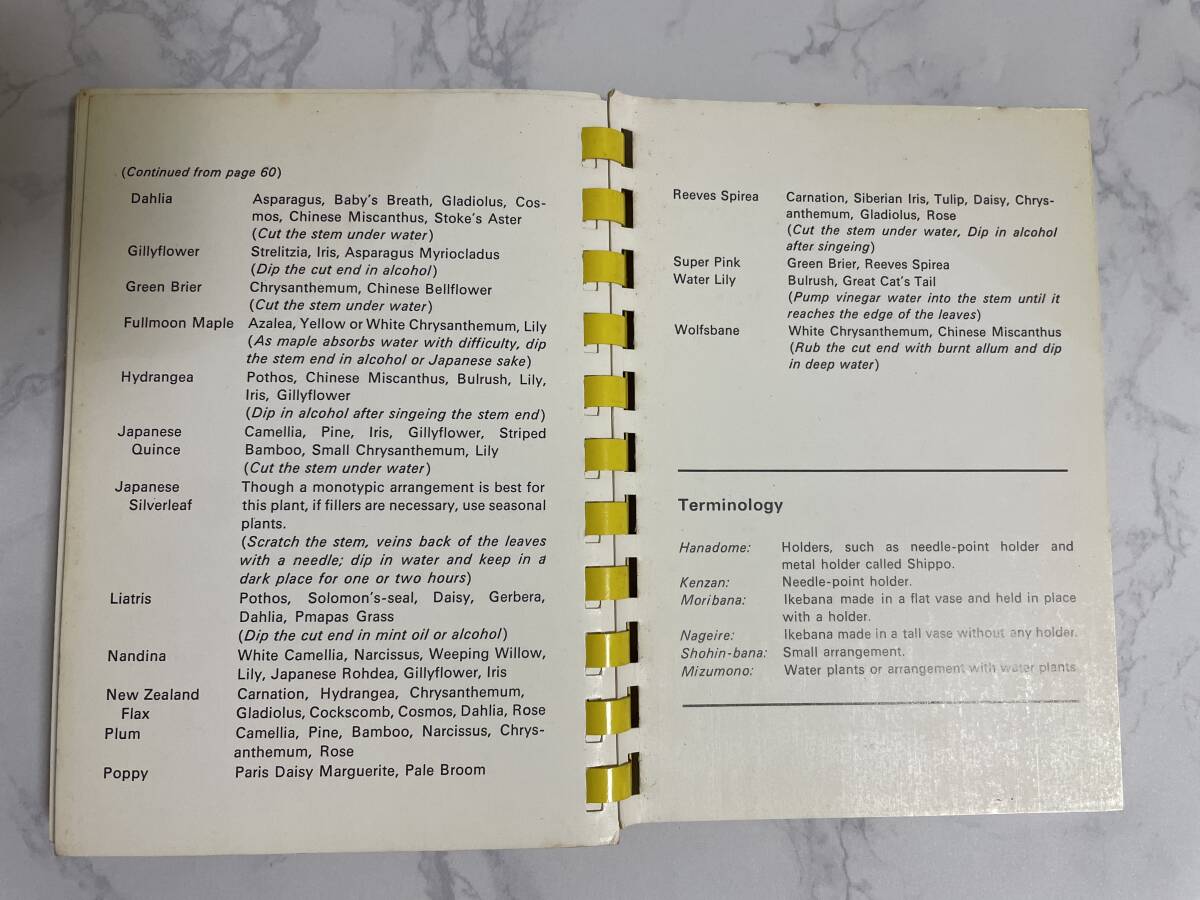 (Continued from page 60)
Dahlia Asparagus, Baby's Breath, Gladiolus, Cos-
mos, Chinese Miscanthus, Stoke's Aster
(Cut the stem under water)
Gillyflower Strelitzia, Iris, Asparagus Myriocladus
(Dip the cut end in alcohol)
Green Brier Chrysanthemum, Chinese Bellflower
(Cut the stem under water)
Fullmoon Maple Azalea, Yellow or White Chrysanthemum, Lily
(As maple absorbs water with difficulty, dip
the stem end in alcohol or Japanese sake)
Hydrangea Pothos, Chinese Miscanthus, Bulrush, Lily,
Iris, Gillyflower
(Dip in alcohol after singeing the stem end)
Japanese Camellia, Pine, Iris, Gillyflower, Striped
Quince Bamboo, Small Chrysanthemum, Lily
(Cut the stem under water)
Japanese Though a monotypic arrangement is best for
Silverleaf this plant, if fillers are necessary, use seasonal
plants.
(Scratch the stem, veins back of the leaves
with a needle; dip in water and keep in a
dark place for one or two hours)
Liatris Pothos, Solomon's-seal, Daisy, Gerbera,
Dahlia, Pmapas Grass
(Dip the cut end in mint oil or alcohol)
Nandina White Camellia, Narcissus, Weeping Willow,
Lily, Japanese Rohdea, Gillyflower, Iris
New Zealand Carnation, Hydrangea, Chrysanthemum,
Flax Gladiolus, Cockscomb, Cosmos, Dahlia, Rose
Plum Camellia, Pine, Bamboo, Narcissus, Chrys-
anthemum, Rose
Poppy Paris Daisy Marguerite, Pale Broom
Reeves Spirea Carnation, Siberian Iris, Tulip, Daisy, Chrys-
anthemum, Gladiolus, Rose
(Cut the stem under water, Dip in alcohol
after singeing)
Super Pink Green Brier, Reeves Spirea
Water Lily Bulrush, Great Cat's Tail
(Pump vinegar water into the stem until it
reaches the edge of the leaves)
Wolfsbane White Chrysanthemum, Chinese Miscanthus
(Rub the cut end with burnt allum and dip
in deep water)
Terminology
Hanadome: Holders, such as needle-point holder and
metal holder called Shippo.
Kenzan: Needle-point holder.
Moribana: Ikebana made in a flat vase and held in place
with a holder.
Nageire: Ikebana made in a tall vase without any holder.
Shohin-bana: Small arrangement.
Mizumono: Water plants or arrangement with water plants